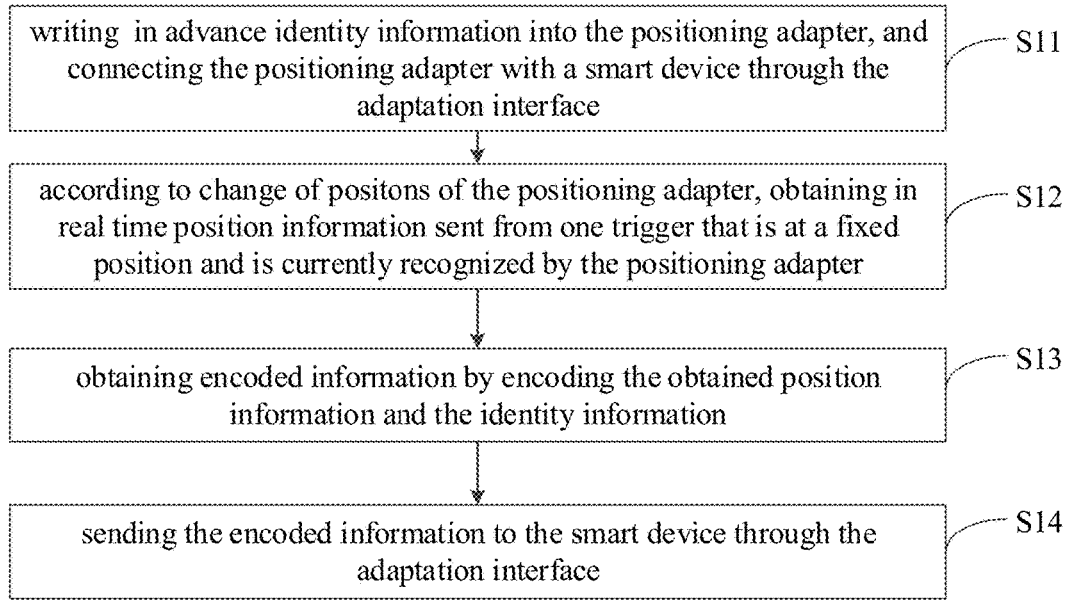 writing in advance identity information into the positioning adapter, and
connecting the positioning adapter with a smart device through the
adaptation interface
S11
according to change of positons of the positioning adapter, obtaining in
real time position information sent from one trigger that is at a fixed
position and is currently recognized by the positioning adapter
S12
obtaining encoded information by encoding the obtained position
information and the identity information
S13
sending the encoded information to the smart device through the
adaptation interface
S14